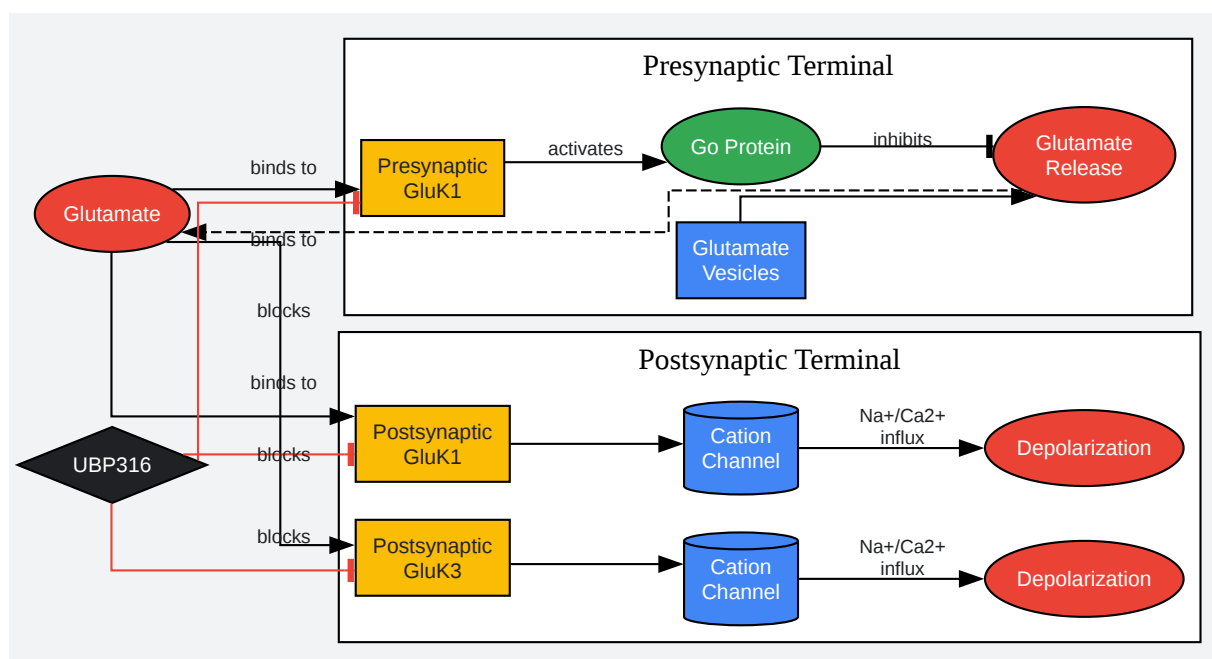 Presynaptic Terminal
Go Protein
inhibits
Glutamate
Release
activates
binds to
Presynaptic
GluK1
Glutamate
binds to
Glutamate
Vesicles
blocks
Postsynaptic Terminal
binds to
Postsynaptic
GluK1
Cation
Channel
Na+/Ca2+
influx
Depolarization
UBP316
blocks
blocks
Postsynaptic
GluK3
Cation
Channel
Na+/Ca2+
influx
Depolarization